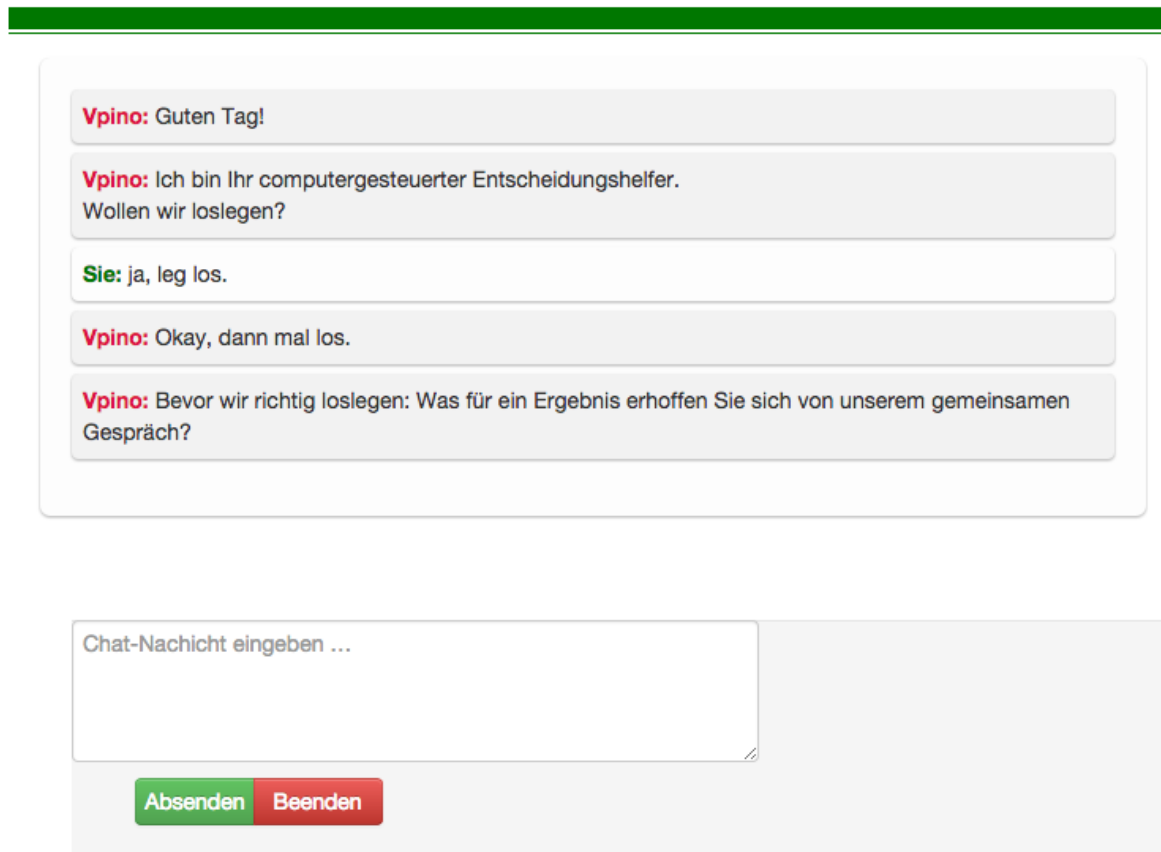 Vpino: Guten Tag!
Vpino: Ich bin Ihr computergesteuerter Entscheidungshelfer.
Wollen wir loslegen?
Sie: ja, leg los.
Vpino: Okay, dann mal los.
Vpino: Bevor wir richtig loslegen: Was für ein Ergebnis erhoffen Sie sich von unserem gemeinsamen
Gespräch?
Chat-Nachicht eingeben ...
Absenden Beenden